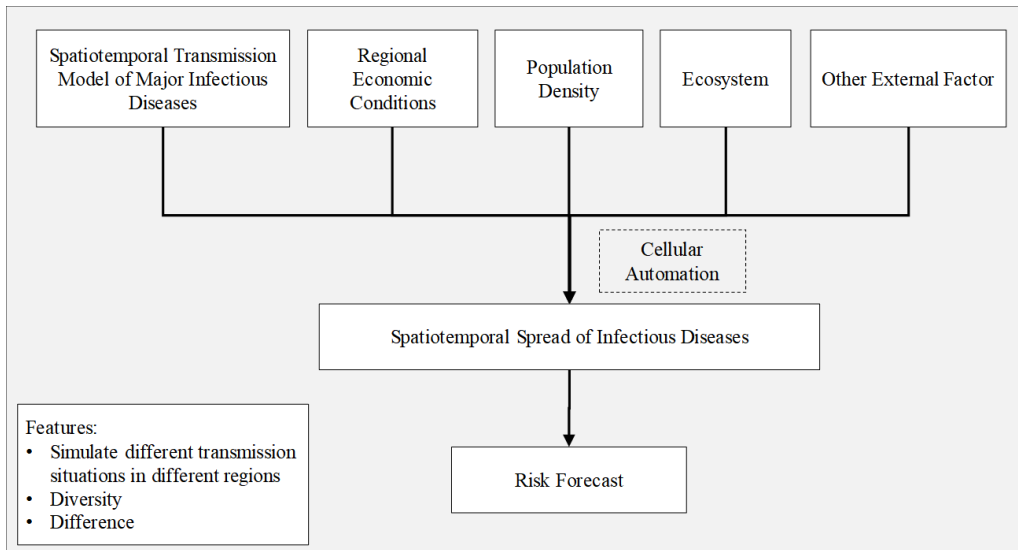 Spatiotemporal Transmission
Model of Major Infectious
Diseases
Regional
Economic
Conditions
Population
Density
Ecosystem
Other External Factor
Cellular
Automation
Spatiotemporal Spread of Infectious Diseases
Features:
• Simulate different transmission
situations in different regions
• Diversity
• Difference
Risk Forecast